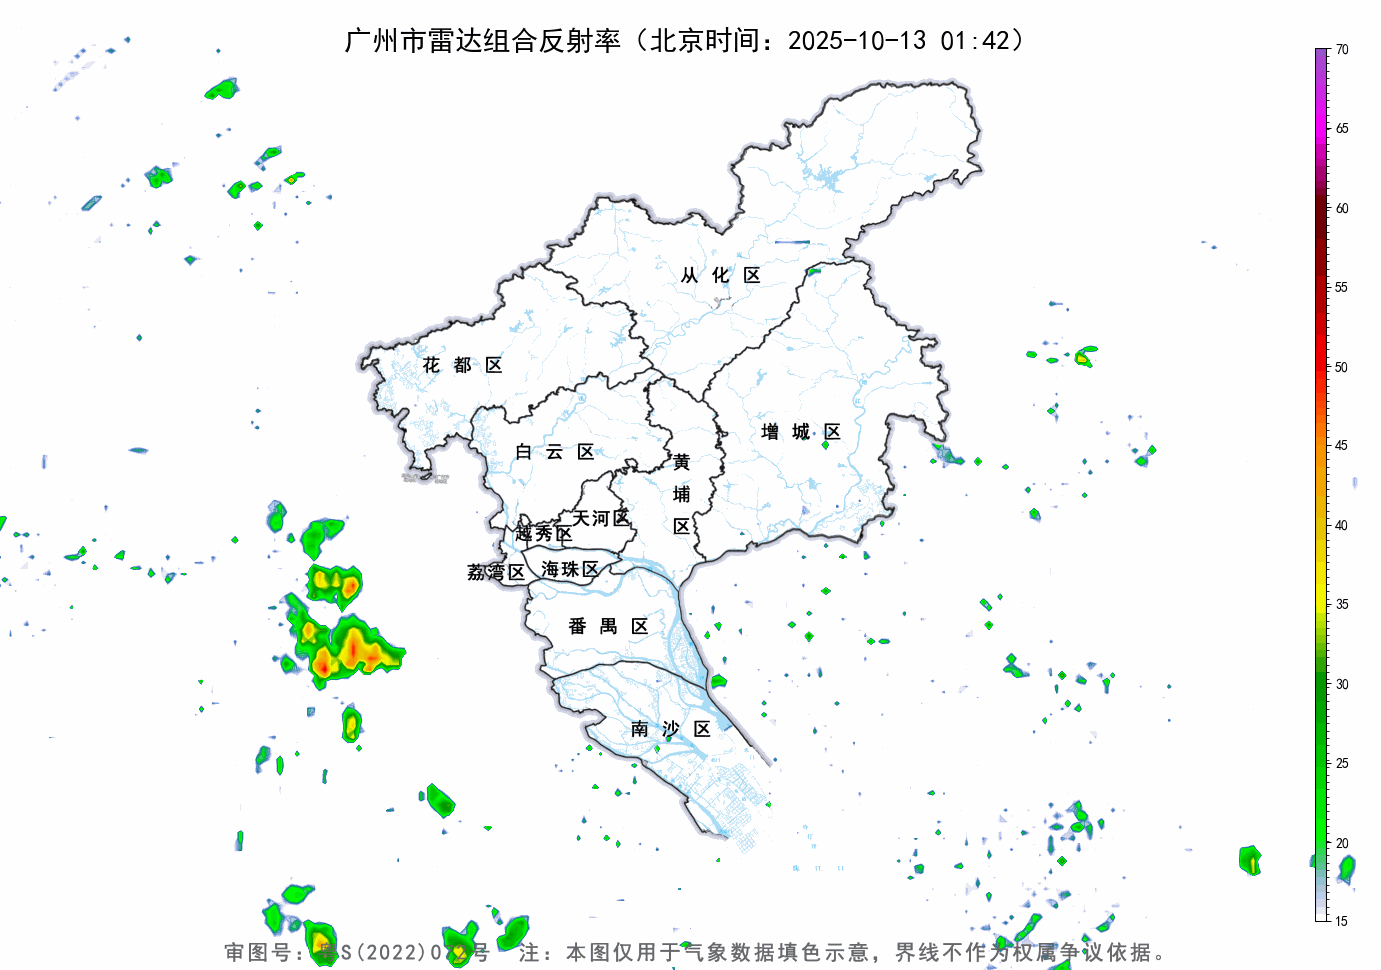 广州市雷达组合反射率（北京时间：2025-10-13 01:42）
70
65
60
55
50
45
40
35
30
25
20
15
从化区
花都区
增城区
白云区
黄埔区
天河区
越秀区
荔湾区
海珠区
番禺区
南沙区
审图号：粤S(2022)0 号 注：本图仅用于气象数据填色示意，界线不作为权属争议依据。